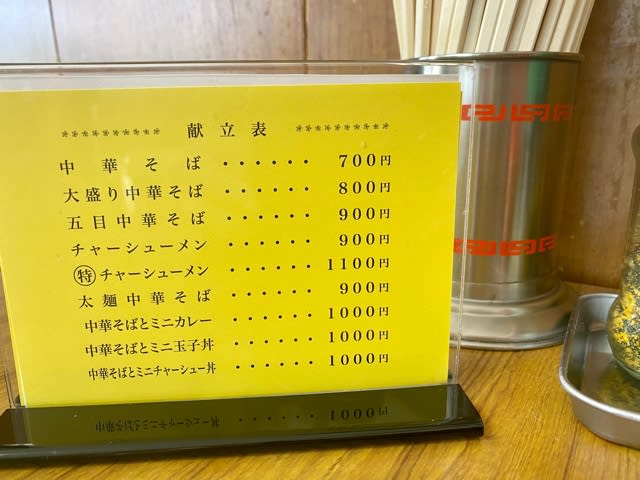 ********** 献立表 **********
中華そば・・・・・・700円
大盛り中華そば・・・・・・800円
五目中華そば・・・・・・900円
チャーシューメン・・・・・・900円
㊕チャーシューメン・・・・・・1100円
太麺中華そば・・・・・・900円
中華そばとミニカレー・・・・・・1000円
中華そばとミニ玉子丼・・・・・・1000円
中華そばとミニチャーシュー丼・・・・・・1000円